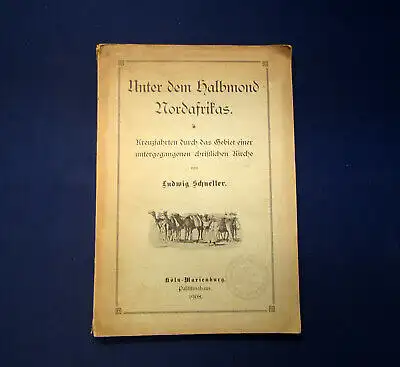 Unter dem Halbmond
Nordafrikas.
Kreuzfahrten durch das Gebiet einer
untergegangenen christlichen Kirche
von
Ludwig Schneller.
Köln-Marienburg.
Palästinahaus.
1908.